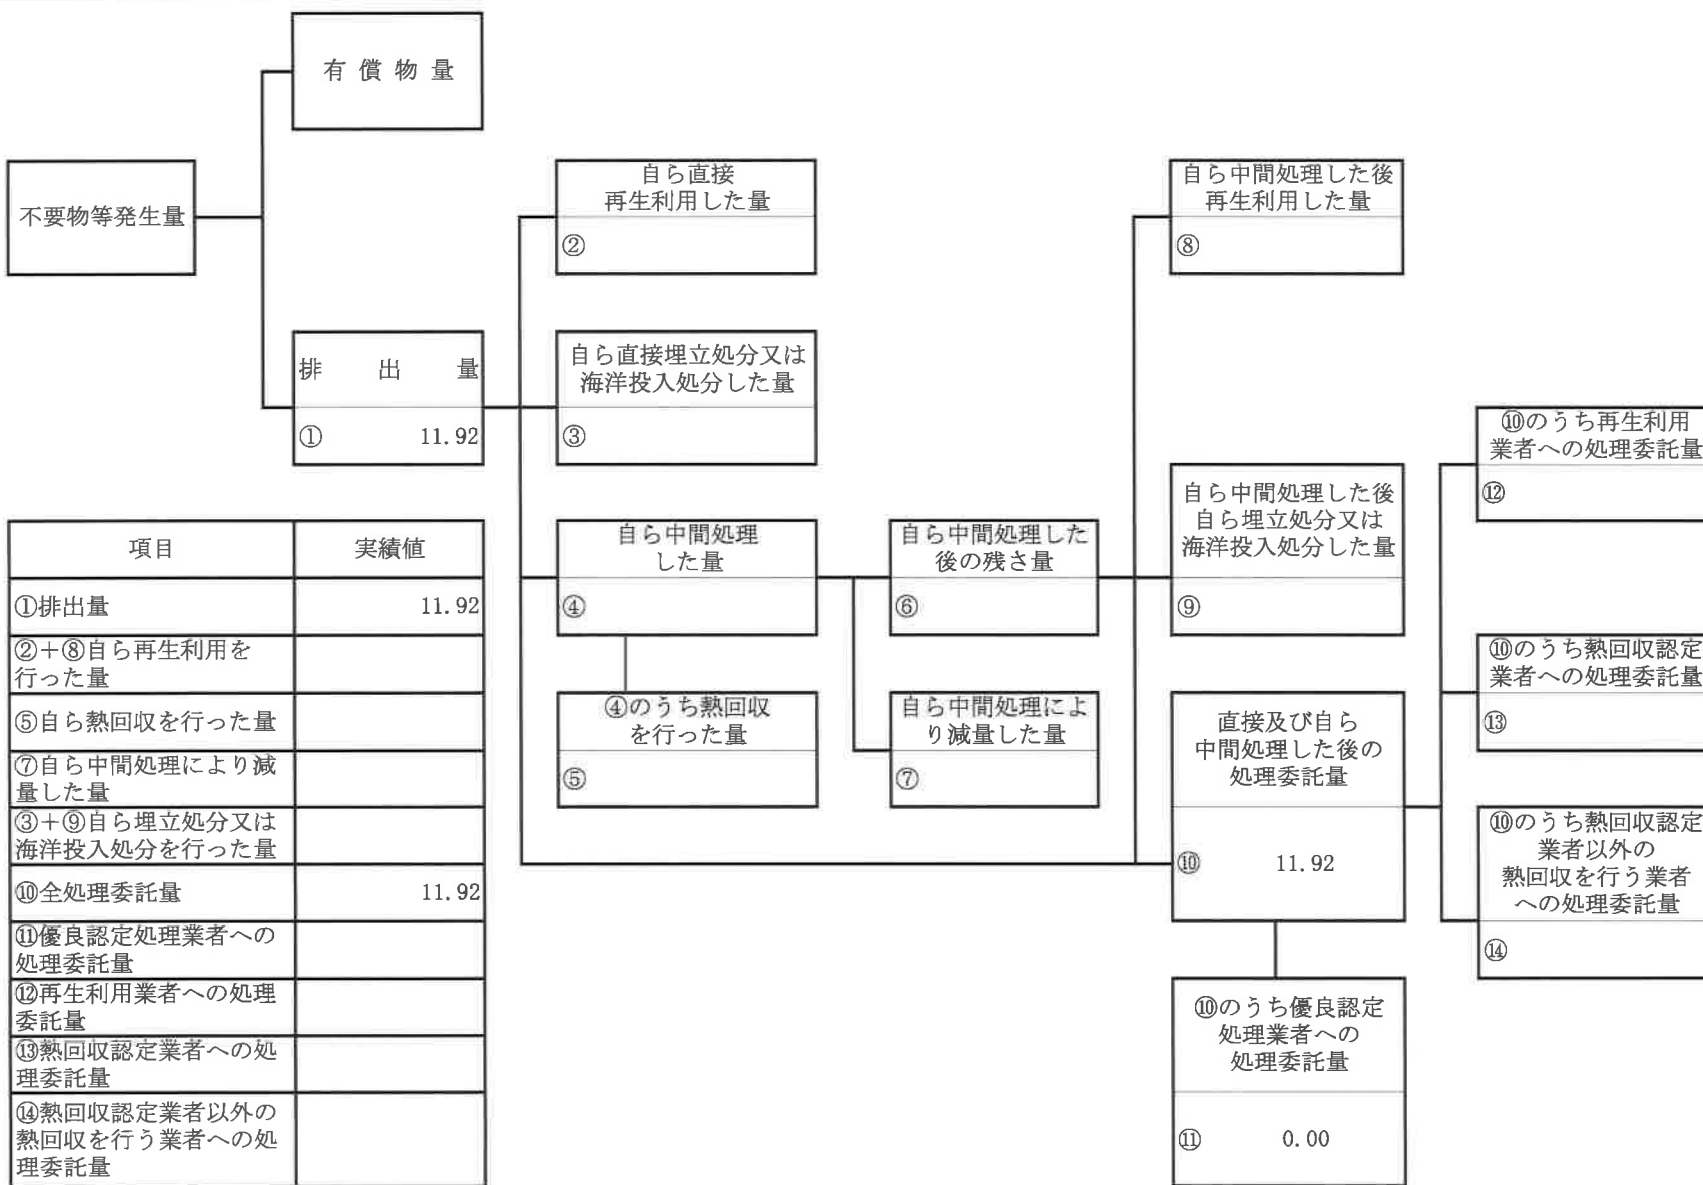 有償物量
不要物等発生量
排出量
① 11.92
自ら直接
再生利用した量
②
自ら直接埋立処分又は
海洋投入処分した量
③
自ら中間処理
した量
④
④のうち熱回収
を行った量
⑤
自ら中間処理した
後の残さ量
⑥
自ら中間処理によ
り減量した量
⑦
自ら中間処理した後
再生利用した量
⑧
自ら中間処理した後
自ら埋立処分又は
海洋投入処分した量
⑨
直接及び自ら
中間処理した後の
処理委託量
⑩ 11.92
⑩のうち優良認定
処理業者への
処理委託量
⑪ 0.00
⑩のうち再生利用
業者への処理委託量
⑫
⑩のうち熱回収認定
業者への処理委託量
⑬
⑩のうち熱回収認定
業者以外の
熱回収を行う業者
への処理委託量
⑭
項目 実績値
①排出量 11.92
②+⑧自ら再生利用を
行った量
⑤自ら熱回収を行った量
⑦自ら中間処理により減
量した量
③+⑨自ら埋立処分又は
海洋投入処分を行った量
⑩全処理委託量 11.92
⑪優良認定処理業者への
処理委託量
⑫再生利用業者への処理
委託量
⑬熱回収認定業者への処
理委託量
⑭熱回収認定業者以外の
熱回収を行う業者への処
理委託量